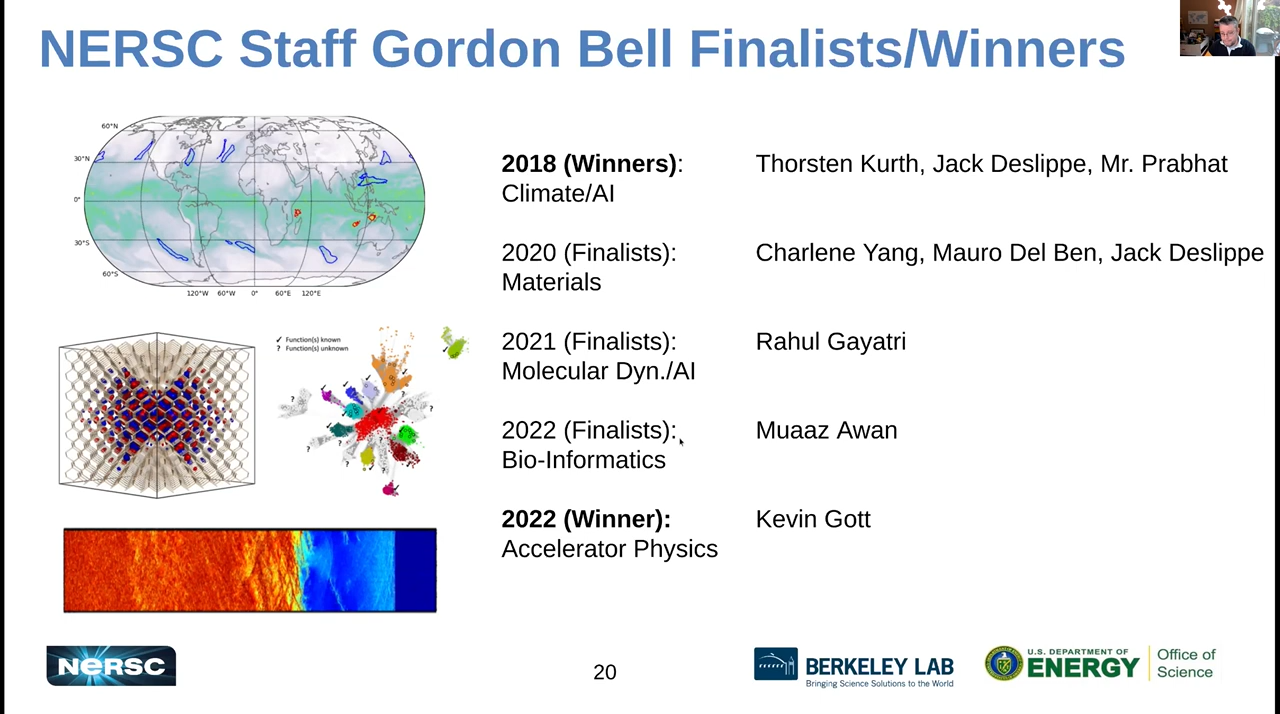 NERSC Staff Gordon Bell Finalists/Winners
60°N
30°N
0°
30°S
60°S
120°W 60°W 0° 60°E 120°E
✓ Function(s) known
? Function(s) unknown
2018 (Winners): Thorsten Kurth, Jack Deslippe, Mr. Prabhat
Climate/AI
2020 (Finalists): Charlene Yang, Mauro Del Ben, Jack Deslippe
Materials
2021 (Finalists): Rahul Gayatri
Molecular Dyn./AI
2022 (Finalists): Muaaz Awan
Bio-Informatics
2022 (Winner): Kevin Gott
Accelerator Physics
NERSC
20
BERKELEY LAB
Bringing Science Solutions to the World
U.S. DEPARTMENT OF
ENERGY
Office of
Science